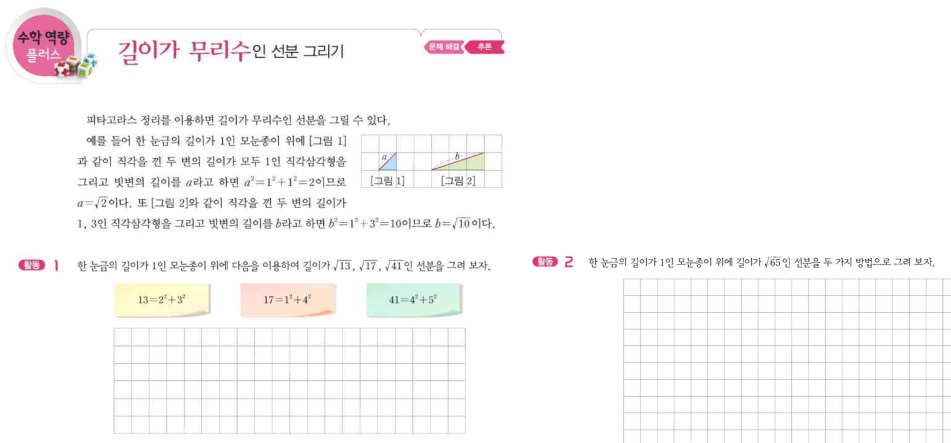 수학 역량
플러스
길이가 무리수인 선분 그리기
문제 해결 추론
피타고라스 정리를 이용하면 길이가 무리수인 선분을 그릴 수 있다.
예를 들어 한 눈금의 길이가 1인 모눈종이 위에 [그림 1]
과 같이 직각을 낀 두 변의 길이가 모두 1인 직각삼각형을
그리고 빗변의 길이를 a라고 하면 a²=1²+1²=2이므로
a=√2이다. 또 [그림 2]와 같이 직각을 낀 두 변의 길이가
1, 3인 직각삼각형을 그리고 빗변의 길이를 b라고 하면 b²=1²+3²=10이므로 b=√10이다.
a
b
[그림 1]
[그림 2]
활동 1 한 눈금의 길이가 1인 모눈종이 위에 다음을 이용하여 길이가 √13, √17, √41인 선분을 그려 보자.
13=2²+3²
17=1²+4²
41=4²+5²
활동 2 한 눈금의 길이가 1인 모눈종이 위에 길이가 √65인 선분을 두 가지 방법으로 그려 보자.